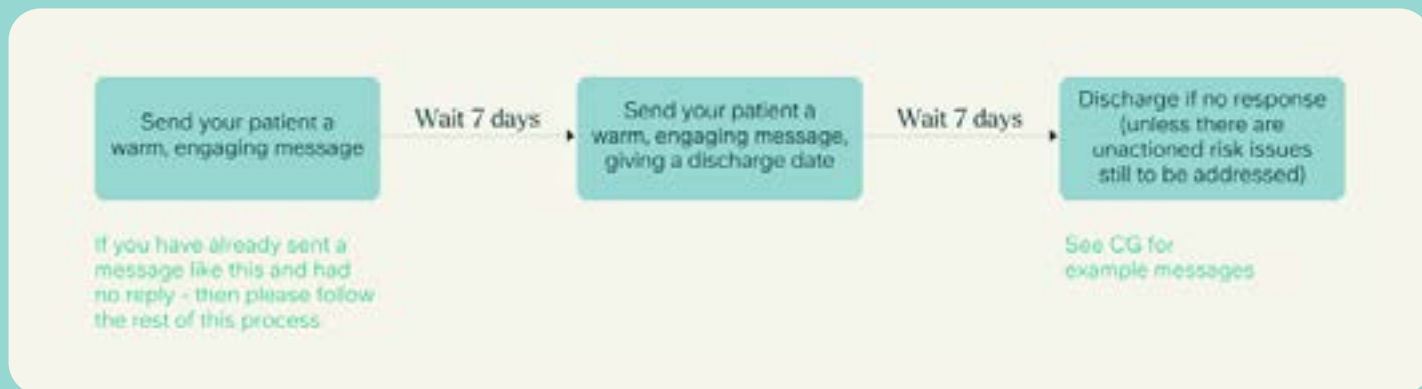 Send your patient a
warm, engaging message
Wait 7 days
Send your patient a
warm, engaging message,
giving a discharge date
Wait 7 days
Discharge if no response
(unless there are
unactioned risk issues
still to be addressed)
If you have already sent a
message like this and had
no reply - then please follow
the rest of this process
See CG for
example messages